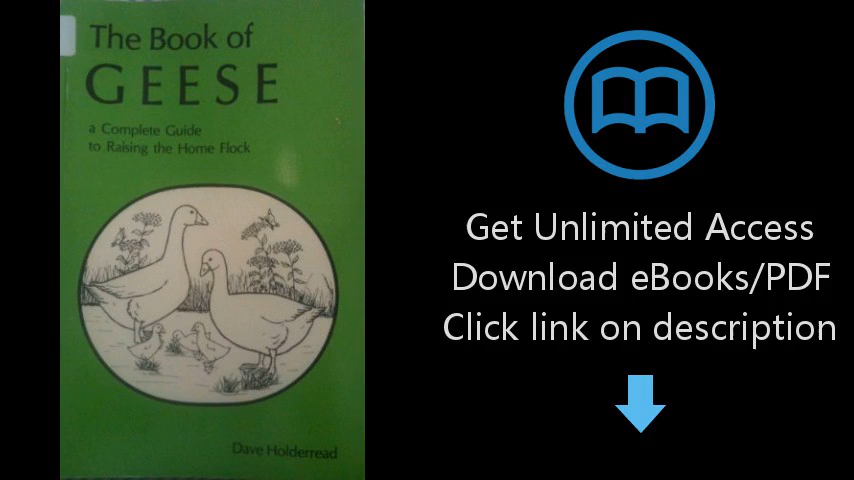 The Book of
GEESE
a Complete Guide
to Raising the Home Flock
Dave Holderread
Get Unlimited Access
Download eBooks/PDF
Click link on description